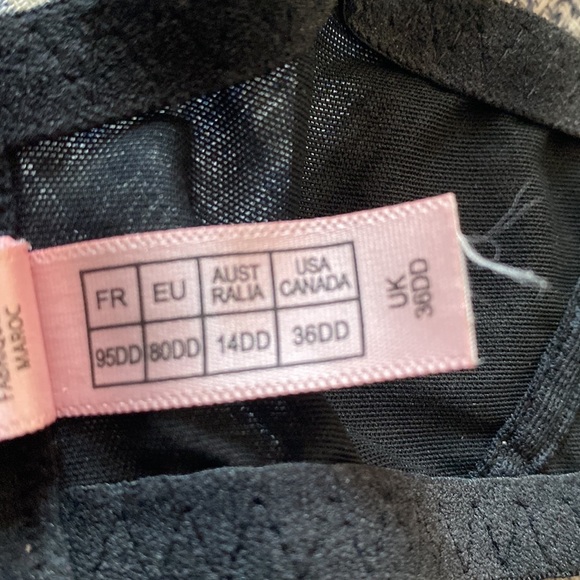 FR EU AUST RALIA USA CANADA
95DD 80DD 14DD 36DD
UK
36DD
MAROC